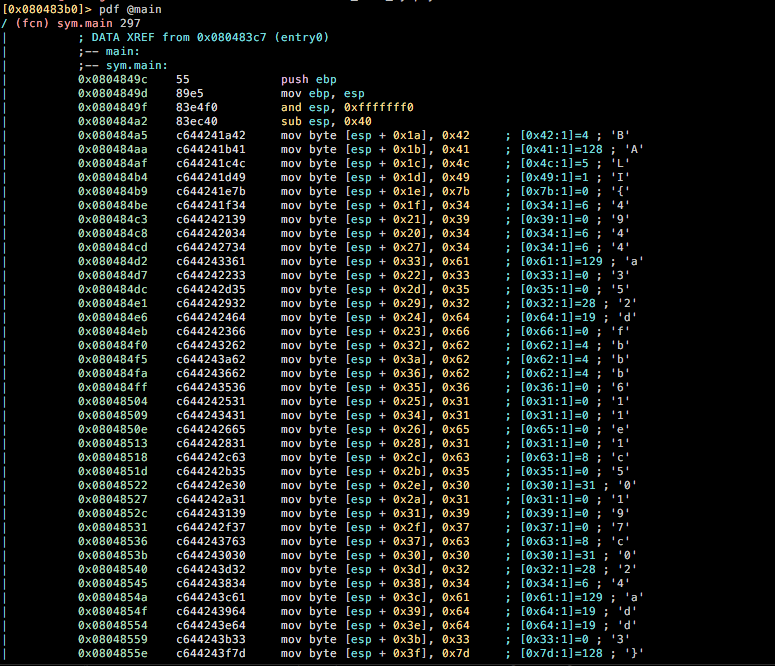 [0x080483b0]> pdf @main
/ (fcn) sym.main 297
|           ; DATA XREF from 0x080483c7 (entry0)
|           ;-- main:
|           ;-- sym.main:
|           0x0804849c    55             push ebp
|           0x0804849d    89e5           mov ebp, esp
|           0x0804849f    83e4f0         and esp, 0xfffffff0
|           0x080484a2    83ec40         sub esp, 0x40
|           0x080484a5    c644241a42     mov byte [esp + 0x1a], 0x42     ; [0x42:1]=4 ; 'B'
|           0x080484aa    c644241b41     mov byte [esp + 0x1b], 0x41     ; [0x41:1]=128 ; 'A'
|           0x080484af    c644241c4c     mov byte [esp + 0x1c], 0x4c     ; [0x4c:1]=5 ; 'L'
|           0x080484b4    c644241d49     mov byte [esp + 0x1d], 0x49     ; [0x49:1]=1 ; 'I'
|           0x080484b9    c644241e7b     mov byte [esp + 0x1e], 0x7b     ; [0x7b:1]=0 ; '{'
|           0x080484be    c644241f34     mov byte [esp + 0x1f], 0x34     ; [0x34:1]=6 ; '4'
|           0x080484c3    c644242139     mov byte [esp + 0x21], 0x39     ; [0x39:1]=0 ; '9'
|           0x080484c8    c644242034     mov byte [esp + 0x20], 0x34     ; [0x34:1]=6 ; '4'
|           0x080484cd    c644242734     mov byte [esp + 0x27], 0x34     ; [0x34:1]=6 ; '4'
|           0x080484d2    c644243361     mov byte [esp + 0x33], 0x61     ; [0x61:1]=129 ; 'a'
|           0x080484d7    c644242233     mov byte [esp + 0x22], 0x33     ; [0x33:1]=0 ; '3'
|           0x080484dc    c644242d35     mov byte [esp + 0x2d], 0x35     ; [0x35:1]=0 ; '5'
|           0x080484e1    c644242932     mov byte [esp + 0x29], 0x32     ; [0x32:1]=28 ; '2'
|           0x080484e6    c644242464     mov byte [esp + 0x24], 0x64     ; [0x64:1]=19 ; 'd'
|           0x080484eb    c644242366     mov byte [esp + 0x23], 0x66     ; [0x66:1]=0 ; 'f'
|           0x080484f0    c644243262     mov byte [esp + 0x32], 0x62     ; [0x62:1]=4 ; 'b'
|           0x080484f5    c644243a62     mov byte [esp + 0x3a], 0x62     ; [0x62:1]=4 ; 'b'
|           0x080484fa    c644243662     mov byte [esp + 0x36], 0x62     ; [0x62:1]=4 ; 'b'
|           0x080484ff    c644243536     mov byte [esp + 0x35], 0x36     ; [0x36:1]=0 ; '6'
|           0x08048504    c644242531     mov byte [esp + 0x25], 0x31     ; [0x31:1]=0 ; '1'
|           0x08048509    c644243431     mov byte [esp + 0x34], 0x31     ; [0x31:1]=0 ; '1'
|           0x0804850e    c644242665     mov byte [esp + 0x26], 0x65     ; [0x65:1]=0 ; 'e'
|           0x08048513    c644242831     mov byte [esp + 0x28], 0x31     ; [0x31:1]=0 ; '1'
|           0x08048518    c644242c63     mov byte [esp + 0x2c], 0x63     ; [0x63:1]=8 ; 'c'
|           0x0804851d    c644242b35     mov byte [esp + 0x2b], 0x35     ; [0x35:1]=0 ; '5'
|           0x08048522    c644242e30     mov byte [esp + 0x2e], 0x30     ; [0x30:1]=31 ; '0'
|           0x08048527    c644242a31     mov byte [esp + 0x2a], 0x31     ; [0x31:1]=0 ; '1'
|           0x0804852c    c644243139     mov byte [esp + 0x31], 0x39     ; [0x39:1]=0 ; '9'
|           0x08048531    c644242f37     mov byte [esp + 0x2f], 0x37     ; [0x37:1]=0 ; '7'
|           0x08048536    c644243763     mov byte [esp + 0x37], 0x63     ; [0x63:1]=8 ; 'c'
|           0x0804853b    c644243030     mov byte [esp + 0x30], 0x30     ; [0x30:1]=31 ; '0'
|           0x08048540    c644243d32     mov byte [esp + 0x3d], 0x32     ; [0x32:1]=28 ; '2'
|           0x08048545    c644243834     mov byte [esp + 0x38], 0x34     ; [0x34:1]=6 ; '4'
|           0x0804854a    c644243c61     mov byte [esp + 0x3c], 0x61     ; [0x61:1]=129 ; 'a'
|           0x0804854f    c644243964     mov byte [esp + 0x39], 0x64     ; [0x64:1]=19 ; 'd'
|           0x08048554    c644243e64     mov byte [esp + 0x3e], 0x64     ; [0x64:1]=19 ; 'd'
|           0x08048559    c644243b33     mov byte [esp + 0x3b], 0x33     ; [0x33:1]=0 ; '3'
|           0x0804855e    c644243f7d     mov byte [esp + 0x3f], 0x7d     ; [0x7d:1]=128 ; '}'